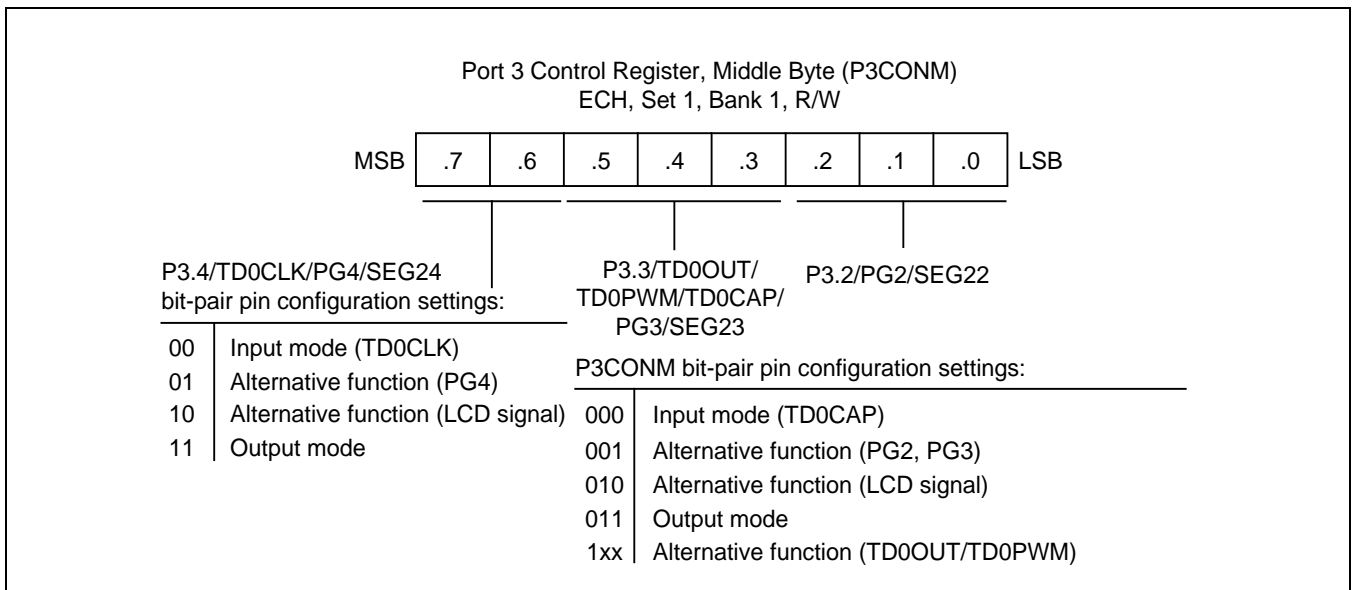 Port 3 Control Register, Middle Byte (P3CONM)
ECH, Set 1, Bank 1, R/W
MSB .7 .6 .5 .4 .3 .2 .1 .0 LSB
P3.4/TD0CLK/PG4/SEG24
bit-pair pin configuration settings:
00 Input mode (TD0CLK)
01 Alternative function (PG4)
10 Alternative function (LCD signal)
11 Output mode
P3.3/TD0OUT/
TD0PWM/TD0CAP/
PG3/SEG23
P3.2/PG2/SEG22
P3CONM bit-pair pin configuration settings:
000 Input mode (TD0CAP)
001 Alternative function (PG2, PG3)
010 Alternative function (LCD signal)
011 Output mode
1xx Alternative function (TD0OUT/TD0PWM)